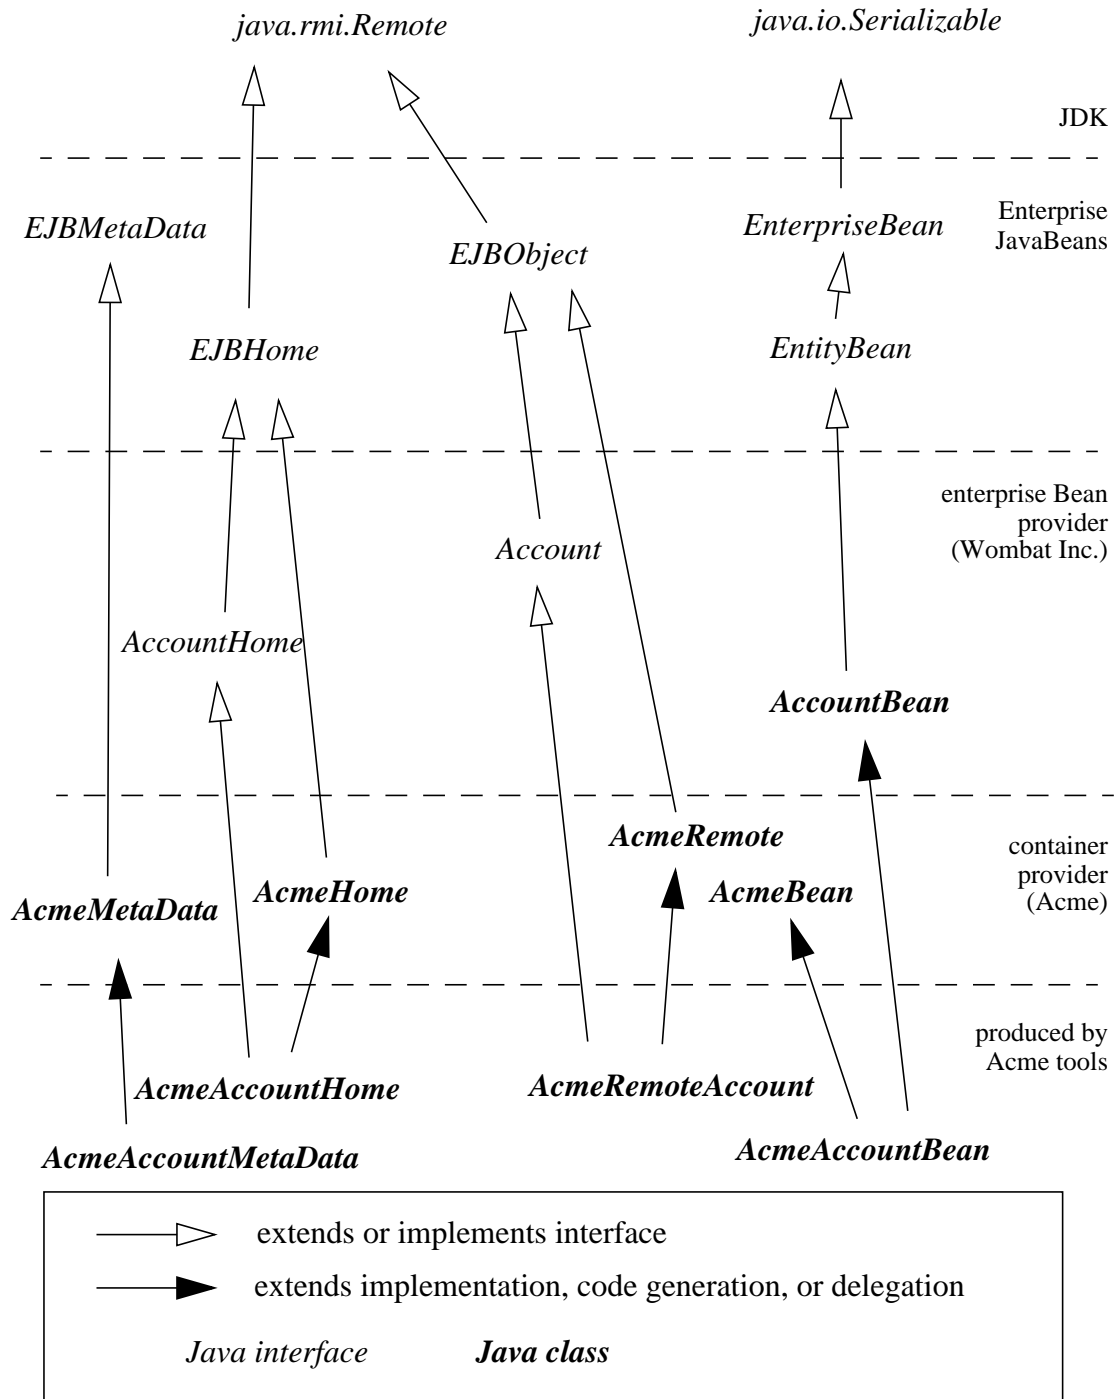 java.rmi.Remote
java.io.Serializable
JDK
EJBMetaData
EJBObject
EnterpriseBean
Enterprise
JavaBeans
EJBHome
EntityBean
enterprise Bean
provider
(Wombat Inc.)
Account
AccountHome
AccountBean
AcmeRemote
container
provider
(Acme)
AcmeMetaData
AcmeHome
AcmeBean
produced by
Acme tools
AcmeAccountHome
AcmeRemoteAccount
AcmeAccountMetaData
AcmeAccountBean
extends or implements interface
extends implementation, code generation, or delegation
Java interface
Java class